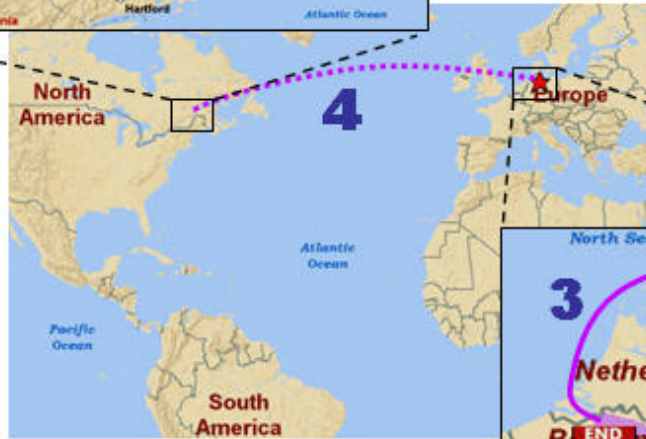 Hartford
Atlantic Ocean
North
America
4
Europe
Atlantic
Ocean
North Se
3
Pacific
Ocean
Nethe
South
America
END